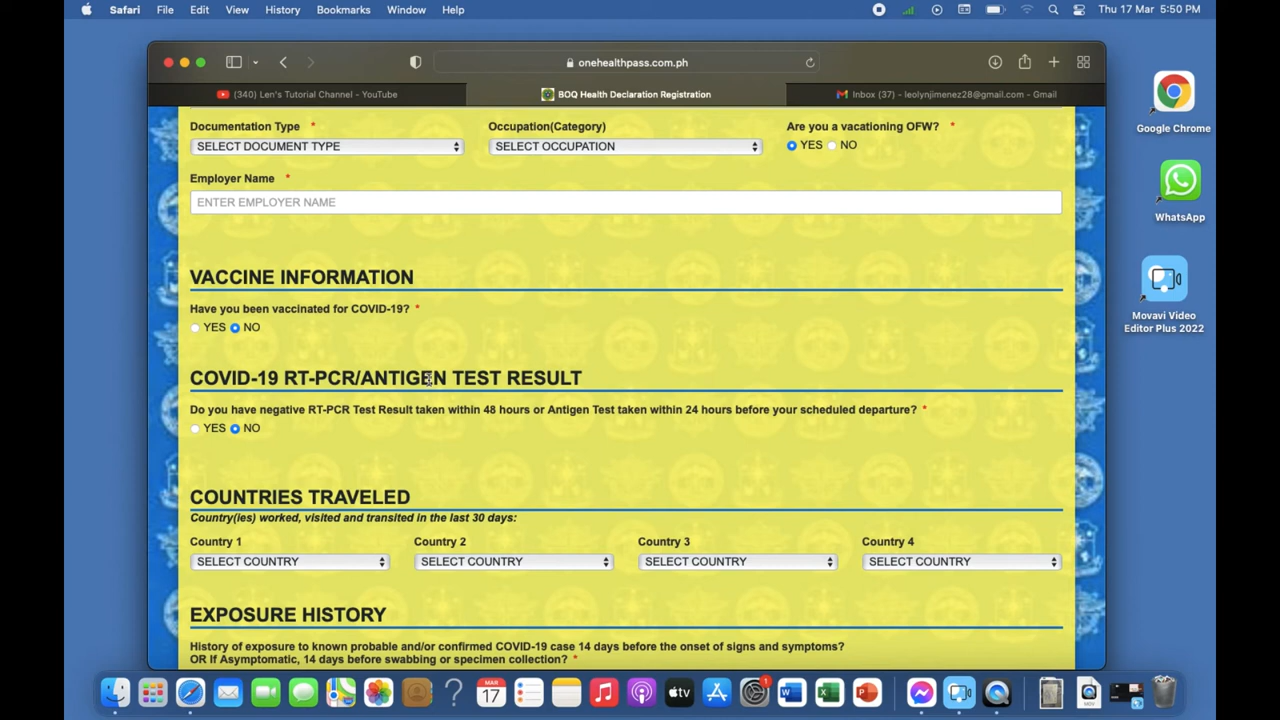 Safari File Edit View History Bookmarks Window Help Thu 17 Mar 5:50 PM
onehealthpass.com.ph
(340) Len's Tutorial Channel - YouTube BOQ Health Declaration Registration Inbox (37) - leolynjimenez28@gmail.com - Gmail
Documentation Type * Occupation(Category) Are you a vacationing OFW? *
SELECT DOCUMENT TYPE SELECT OCCUPATION YES NO
Google Chrome
Employer Name *
ENTER EMPLOYER NAME
WhatsApp
VACCINE INFORMATION
Have you been vaccinated for COVID-19? *
YES NO
Movavi Video
Editor Plus 2022
COVID-19 RT-PCR/ANTIGEN TEST RESULT
Do you have negative RT-PCR Test Result taken within 48 hours or Antigen Test taken within 24 hours before your scheduled departure? *
YES NO
COUNTRIES TRAVELED
Country(ies) worked, visited and transited in the last 30 days:
Country 1 Country 2 Country 3 Country 4
SELECT COUNTRY SELECT COUNTRY SELECT COUNTRY SELECT COUNTRY
EXPOSURE HISTORY
History of exposure to known probable and/or confirmed COVID-19 case 14 days before the onset of signs and symptoms?
OR If Asymptomatic, 14 days before swabbing or specimen collection? *
MAR
17
tv
1